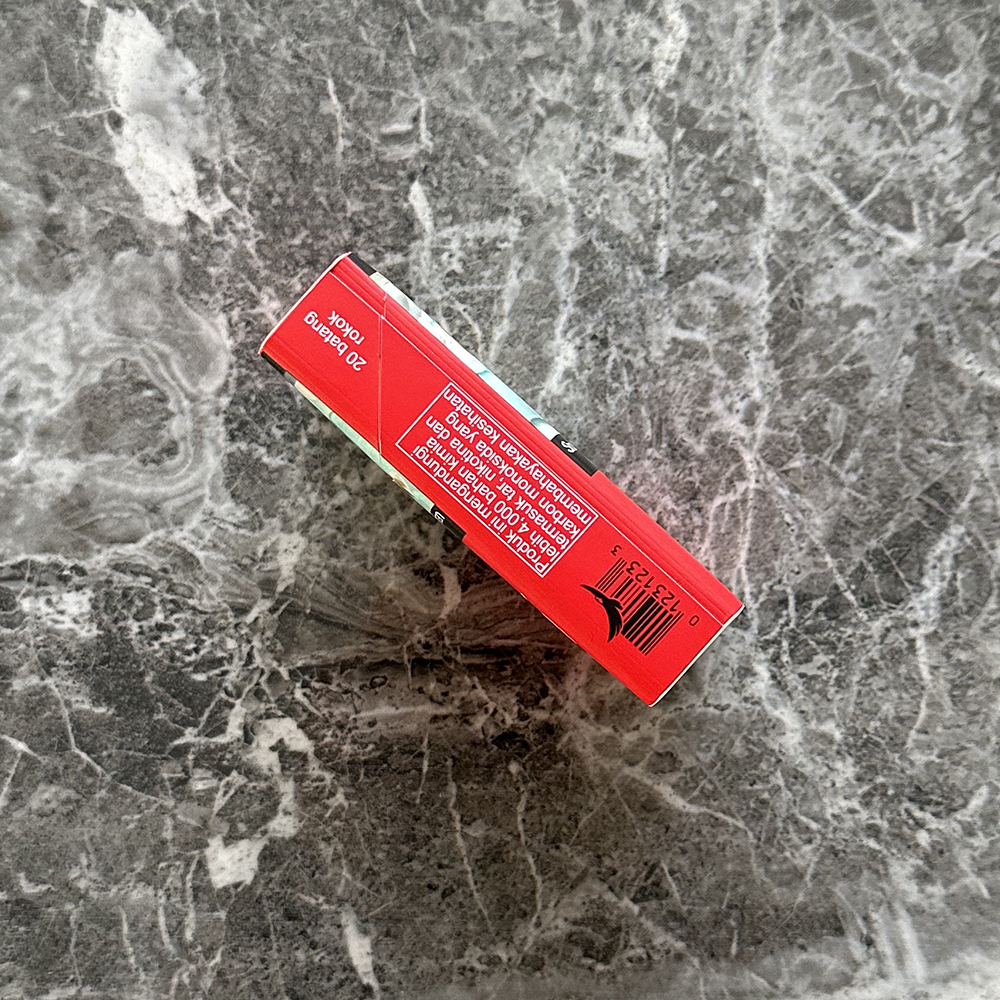 20 batang
rokok
Produk ini mengandungi
lebih 4,000 bahan kimia
termasuk tar, nikotina dan
karbon monoksida yang
membahayakan kesihatan
0 123123 3